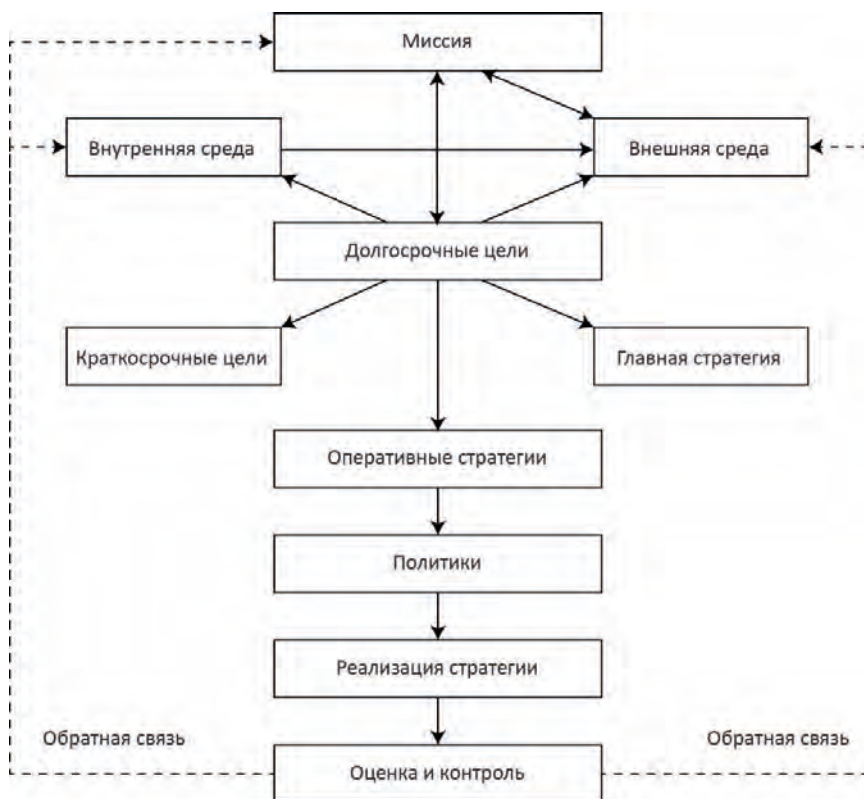 Миссия
Внутренняя среда
Внешняя среда
Долгосрочные цели
Краткосрочные цели
Главная стратегия
Оперативные стратегии
Политики
Реализация стратегии
Обратная связь
Обратная связь
Оценка и контроль